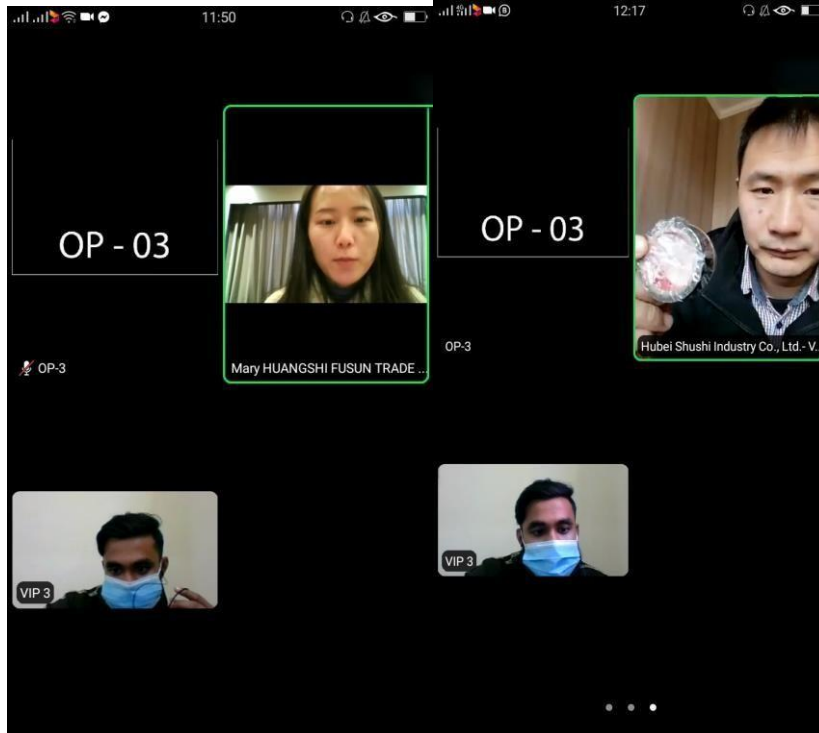 11:50
OP - 03
OP-3
Mary HUANGSHI FUSUN TRADE ...
VIP 3
12:17
OP - 03
OP-3
Hubei Shushi Industry Co., Ltd.- V...
VIP 3